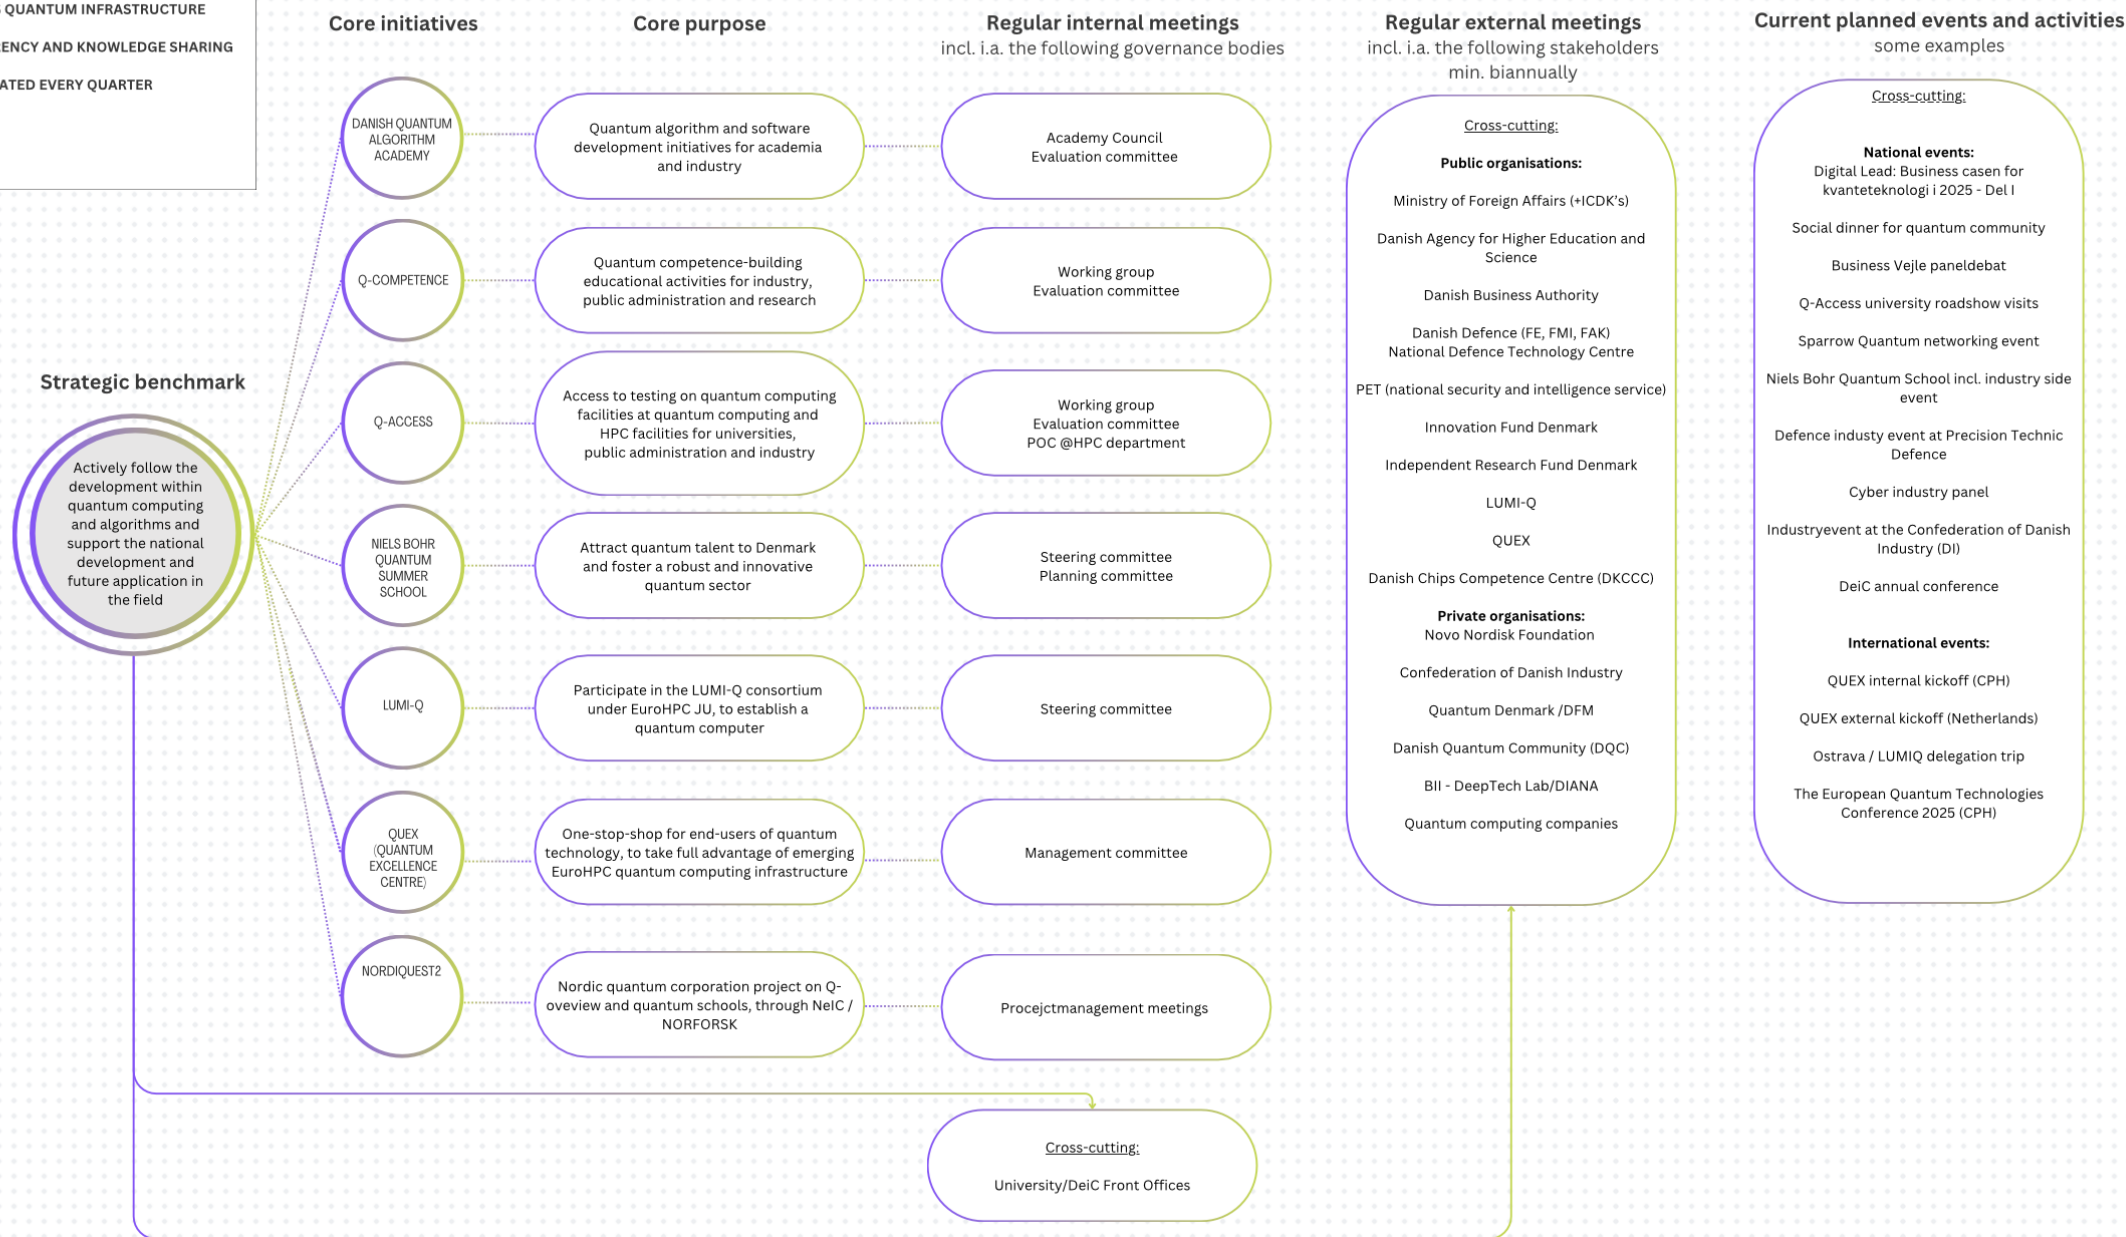 QUANTUM INFRASTRUCTURE
ENCY AND KNOWLEDGE SHARING
ATED EVERY QUARTER
Strategic benchmark
Actively follow the
development within
quantum computing
and algorithms and
support the national
development and
future application in
the field
Core initiatives
DANISH QUANTUM
ALGORITHM
ACADEMY
Q-COMPETENCE
Q-ACCESS
NIELS BOHR
QUANTUM
SUMMER
SCHOOL
LUMI-Q
QUEX
(QUANTUM
EXCELLENCE
CENTRE)
NORDIQUEST2
Core purpose
Quantum algorithm and software
development initiatives for academia
and industry
Quantum competence-building
educational activities for industry,
public administration and research
Access to testing on quantum computing
facilities at quantum computing and
HPC facilities for universities,
public administration and industry
Attract quantum talent to Denmark
and foster a robust and innovative
quantum sector
Participate in the LUMI-Q consortium
under EuroHPC JU, to establish a
quantum computer
One-stop-shop for end-users of quantum
technology, to take full advantage of emerging
EuroHPC quantum computing infrastructure
Nordic quantum corporation project on Q-
oveview and quantum schools, through NeIC /
NORFORSK
Regular internal meetings
incl. i.a. the following governance bodies
Academy Council
Evaluation committee
Working group
Evaluation committee
Working group
Evaluation committee
POC @HPC department
Steering committee
Planning committee
Steering committee
Management committee
Procejctmanagement meetings
Cross-cutting:
University/DeiC Front Offices
Regular external meetings
incl. i.a. the following stakeholders
min. biannually
Cross-cutting:
Public organisations:
Ministry of Foreign Affairs (+ICDK's)
Danish Agency for Higher Education and
Science
Danish Business Authority
Danish Defence (FE, FMI, FAK)
National Defence Technology Centre
PET (national security and intelligence service)
Innovation Fund Denmark
Independent Research Fund Denmark
LUMI-Q
QUEX
Danish Chips Competence Centre (DKCCC)
Private organisations:
Novo Nordisk Foundation
Confederation of Danish Industry
Quantum Denmark /DFM
Danish Quantum Community (DQC)
BII - DeepTech Lab/DIANA
Quantum computing companies
Current planned events and activities
some examples
Cross-cutting:
National events:
Digital Lead: Business casen for
kvanteteknologi i 2025 - Del I
Social dinner for quantum community
Business Vejle paneldebat
Q-Access university roadshow visits
Sparrow Quantum networking event
Niels Bohr Quantum School incl. industry side
event
Defence industy event at Precision Technic
Defence
Cyber industry panel
Industryevent at the Confederation of Danish
Industry (DI)
DeiC annual conference
International events:
QUEX internal kickoff (CPH)
QUEX external kickoff (Netherlands)
Ostrava / LUMIQ delegation trip
The European Quantum Technologies
Conference 2025 (CPH)